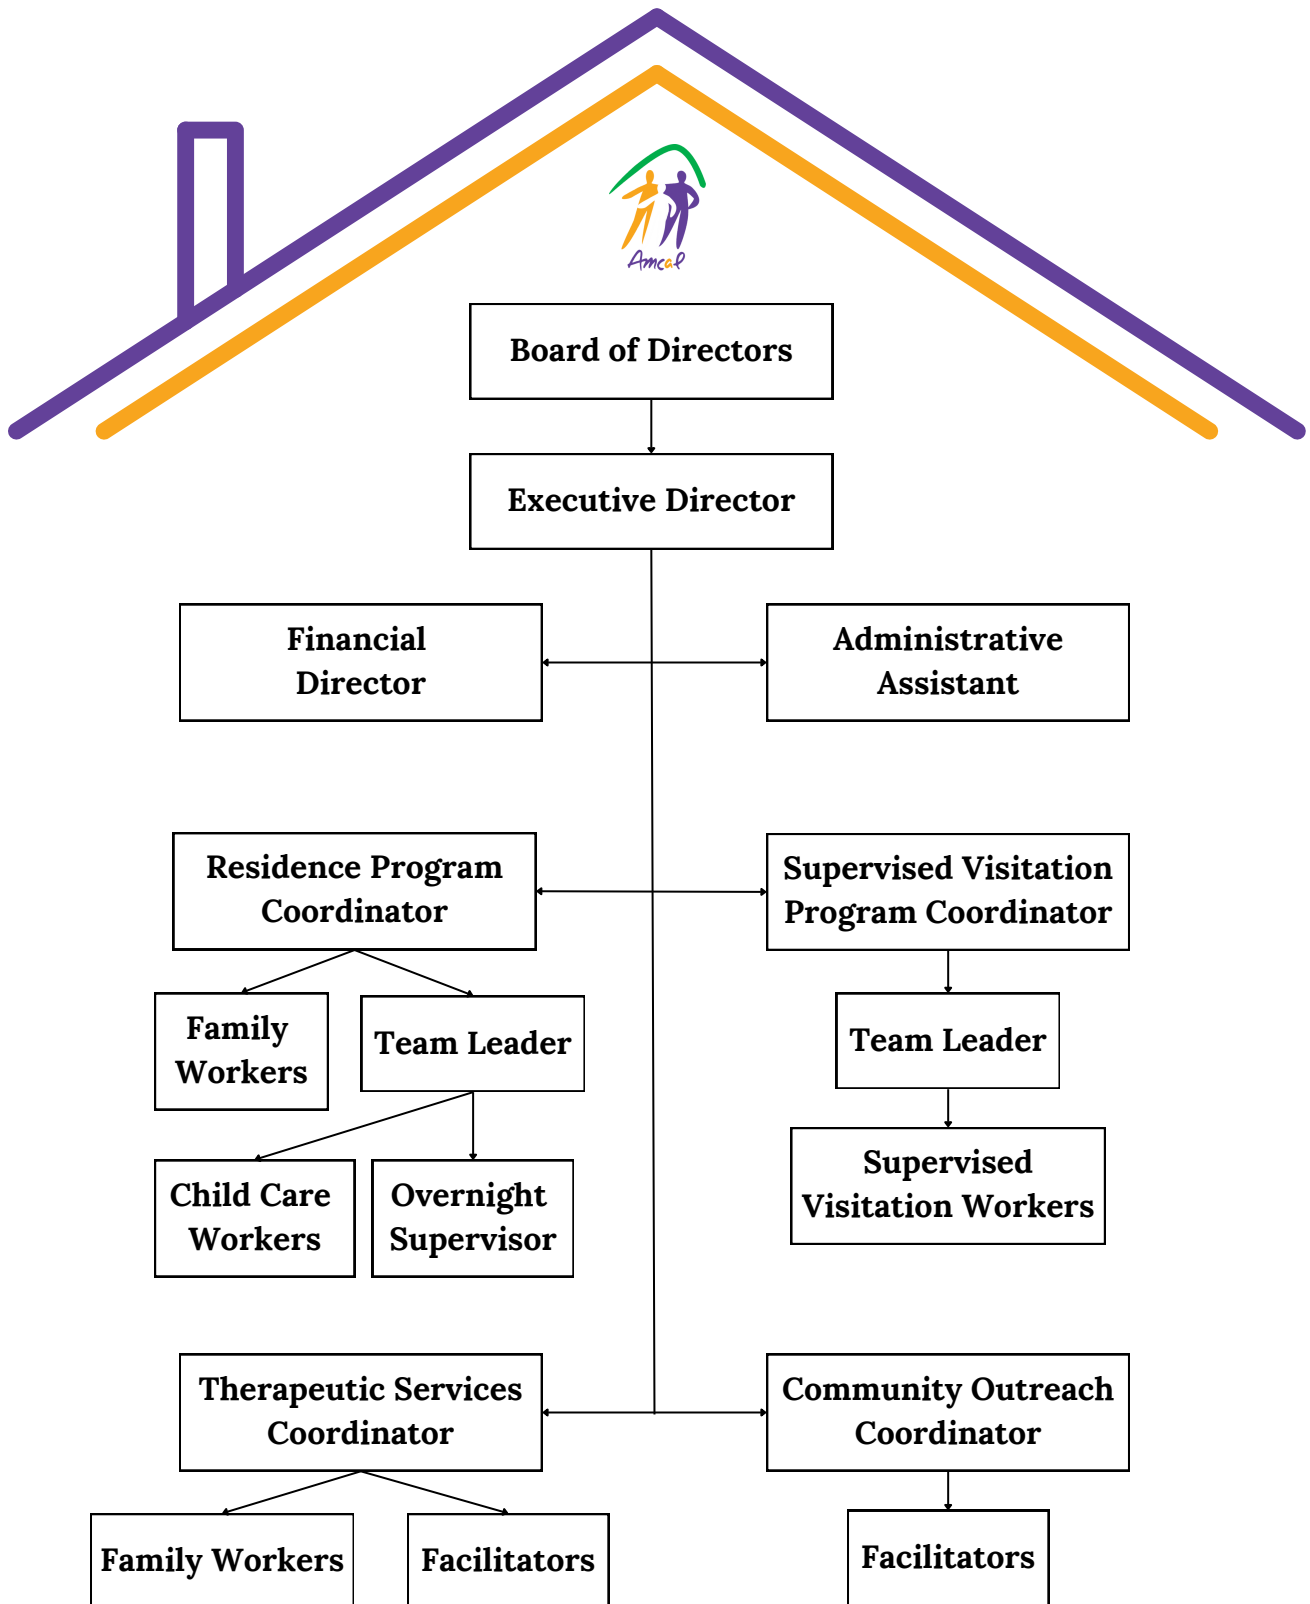 Amcal
Board of Directors
Executive Director
Financial
Director
Administrative
Assistant
Residence Program
Coordinator
Supervised Visitation
Program Coordinator
Family
Workers
Team Leader
Team Leader
Child Care
Workers
Overnight
Supervisor
Supervised
Visitation Workers
Therapeutic Services
Coordinator
Community Outreach
Coordinator
Family Workers
Facilitators
Facilitators